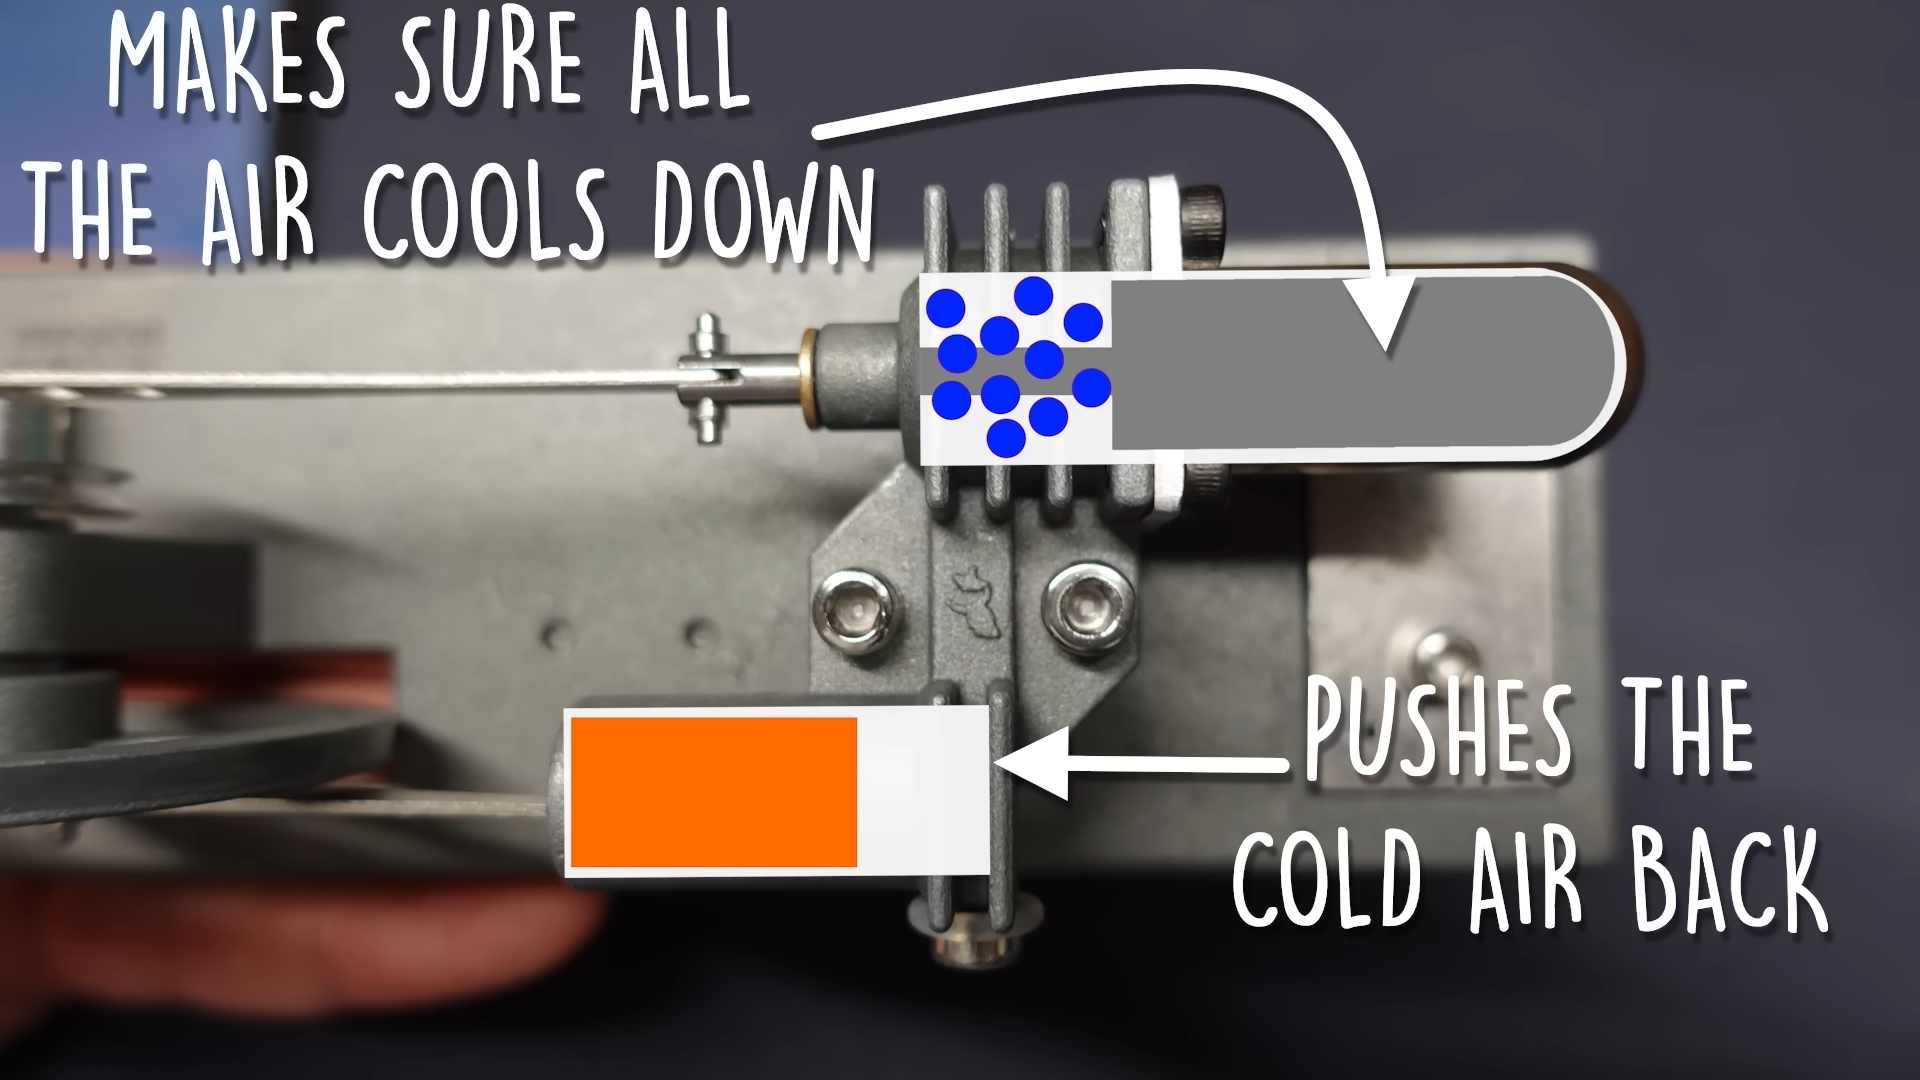 MAKES SURE ALL
THE AIR COOLS DOWN
PUSHES THE
COLD AIR BACK